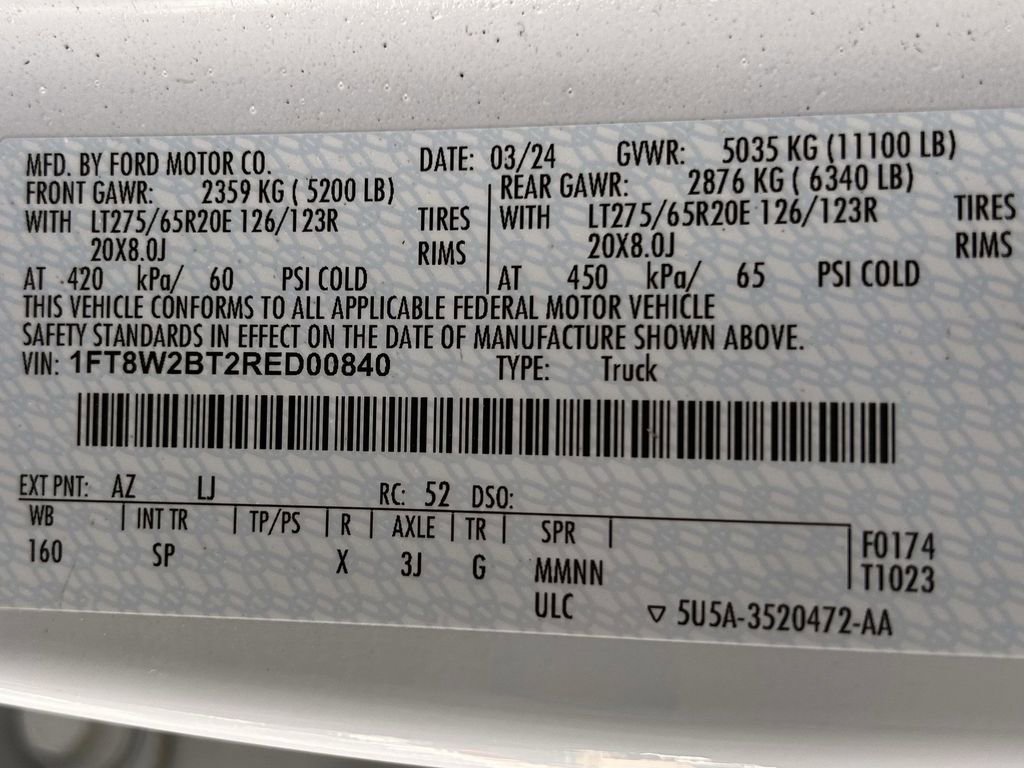 MFD. BY FORD MOTOR CO. DATE: 03/24 GVWR: 5035 KG (11100 LB)
FRONT GAWR: 2359 KG ( 5200 LB) REAR GAWR: 2876 KG ( 6340 LB)
WITH LT275/65R20E 126/123R TIRES WITH LT275/65R20E 126/123R TIRES
20X8.0J RIMS 20X8.0J RIMS
AT 420 kPa/ 60 PSI COLD AT 450 kPa/ 65 PSI COLD
THIS VEHICLE CONFORMS TO ALL APPLICABLE FEDERAL MOTOR VEHICLE
SAFETY STANDARDS IN EFFECT ON THE DATE OF MANUFACTURE SHOWN ABOVE.
VIN: 1FT8W2BT2RED00840 TYPE: Truck
EXT PNT: AZ LJ RC: 52 DSO:
WB INT TR TP/PS R AXLE TR SPR
160 SP X 3J G MMNN
F0174
T1023
ULC ▽ 5U5A-3520472-AA